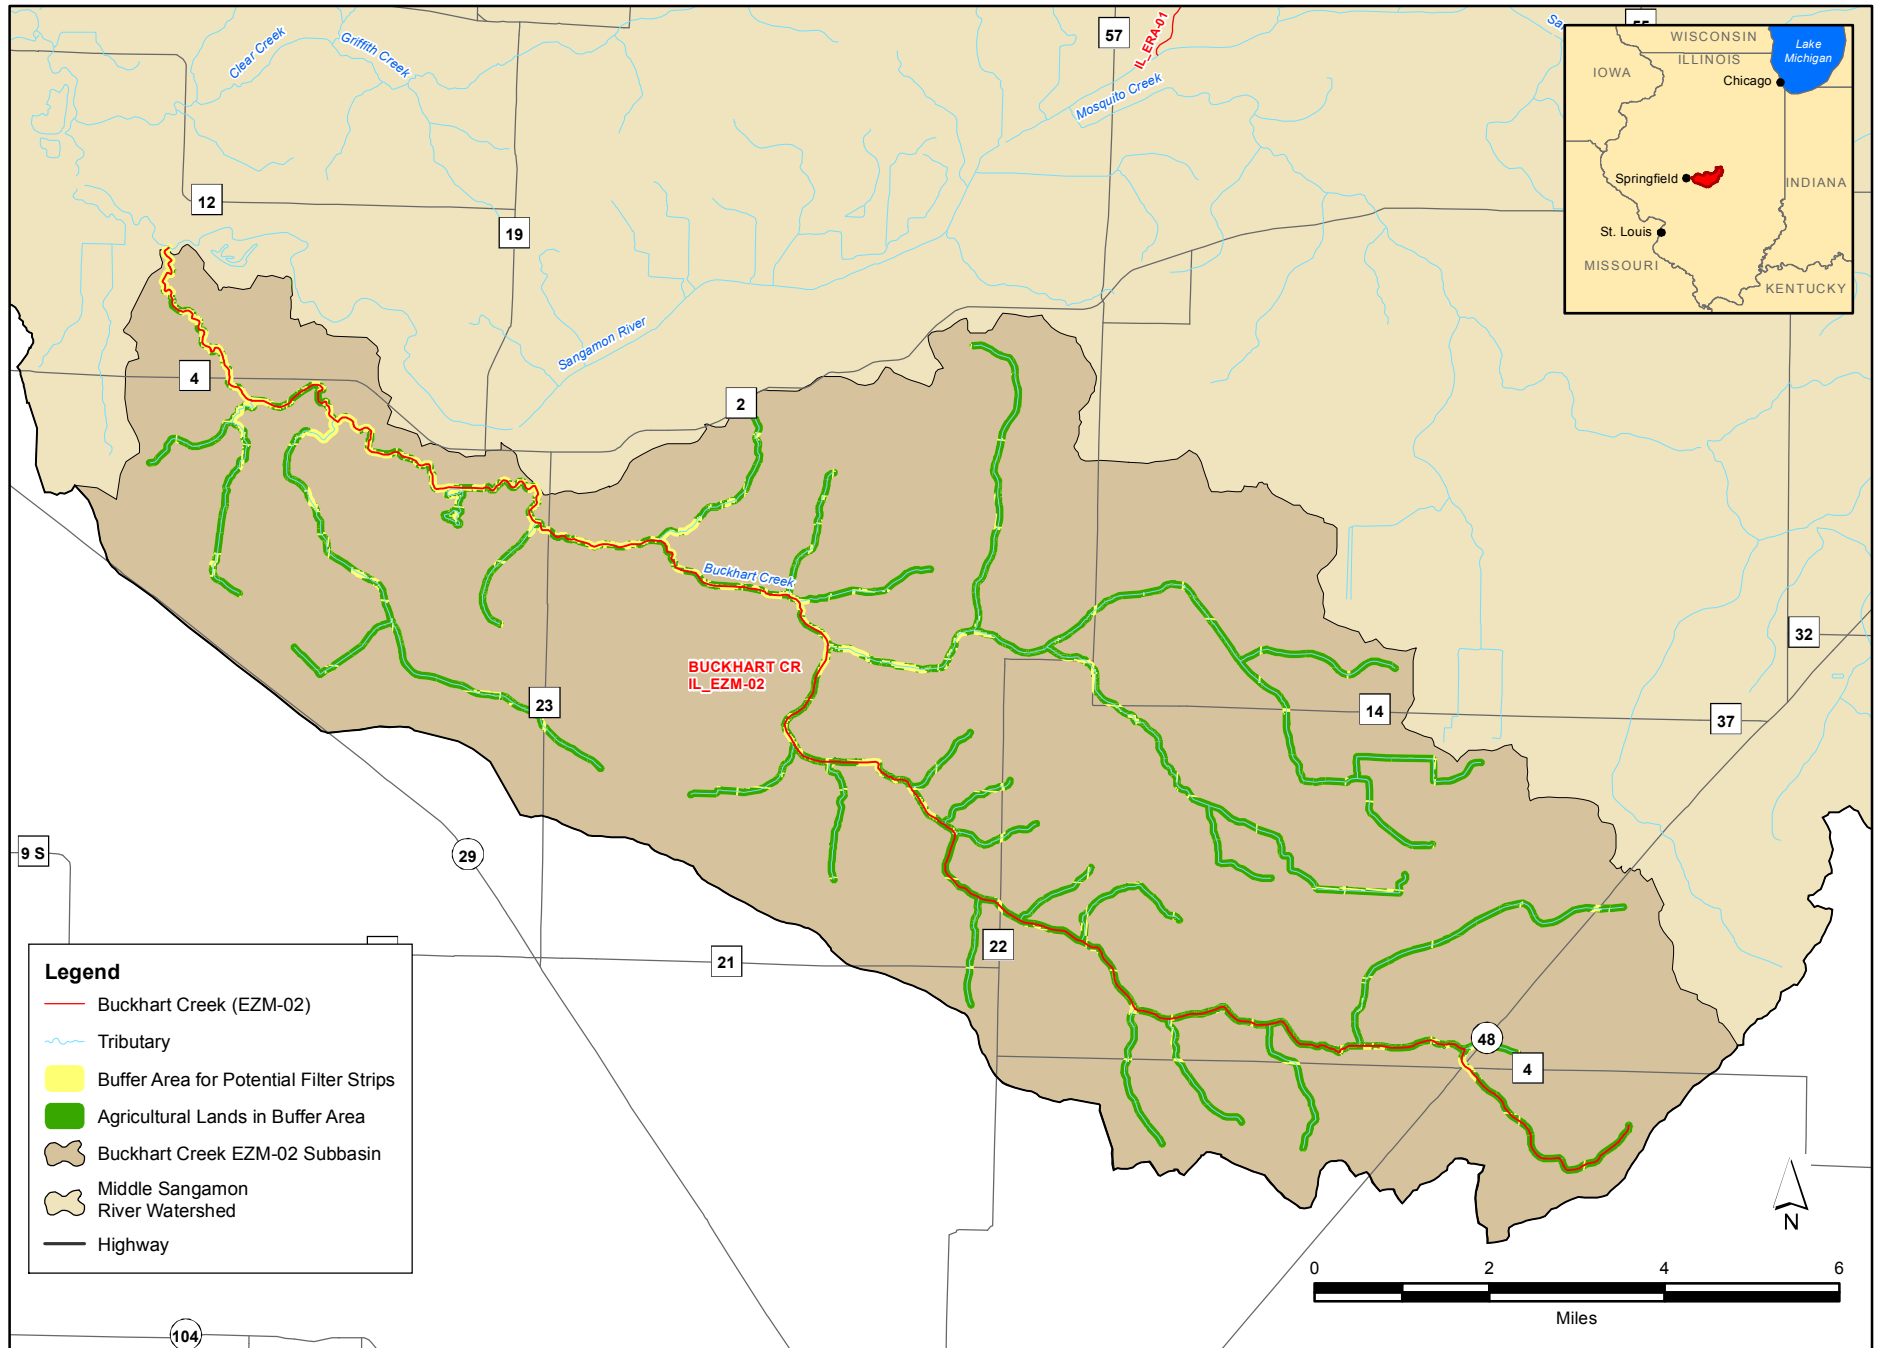 Clear Creek
Griffith Creek
57
IL_ERA-01
Mosquito Creek
WISCONSIN
ILLINOIS
Lake
Michigan
IOWA
Chicago
Springfield
INDIANA
St. Louis
MISSOURI
KENTUCKY
12
19
Sangamon River
4
2
Buckhart Creek
BUCKHART CR
IL_EZM-02
32
23
14
37
29
9 S
22
21
48
4
Legend
Buckhart Creek (EZM-02)
Tributary
Buffer Area for Potential Filter Strips
Agricultural Lands in Buffer Area
Buckhart Creek EZM-02 Subbasin
Middle Sangamon
River Watershed
Highway
N
0 2 4 6
Miles
104